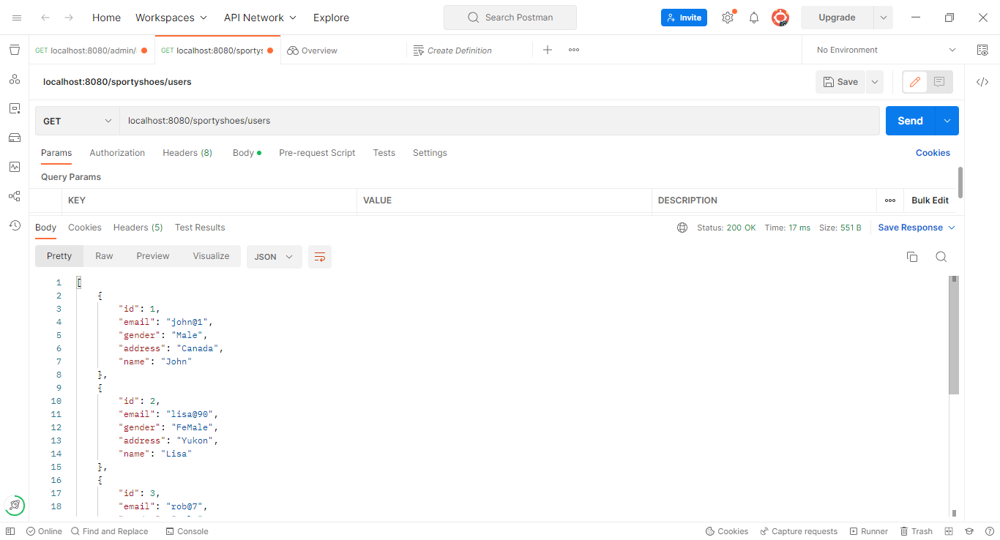 Home Workspaces API Network Explore Search Postman Invite Upgrade
GET localhost:8080/admin/ GET localhost:8080/sportys Overview Create Definition No Environment
localhost:8080/sportyshoes/users Save
GET localhost:8080/sportyshoes/users Send
Params Authorization Headers (8) Body Pre-request Script Tests Settings Cookies
Query Params
KEY VALUE DESCRIPTION Bulk Edit
Body Cookies Headers (5) Test Results Status: 200 OK Time: 17 ms Size: 551 B Save Response
Pretty Raw Preview Visualize JSON
1 [
2 {
3 "id": 1,
4 "email": "john@1",
5 "gender": "Male",
6 "address": "Canada",
7 "name": "John"
8 },
9 {
10 "id": 2,
11 "email": "lisa@90",
12 "gender": "FeMale",
13 "address": "Yukon",
14 "name": "Lisa"
15 },
16 {
17 "id": 3,
18 "email": "rob@7",
Online Find and Replace Console Cookies Capture requests Runner Trash